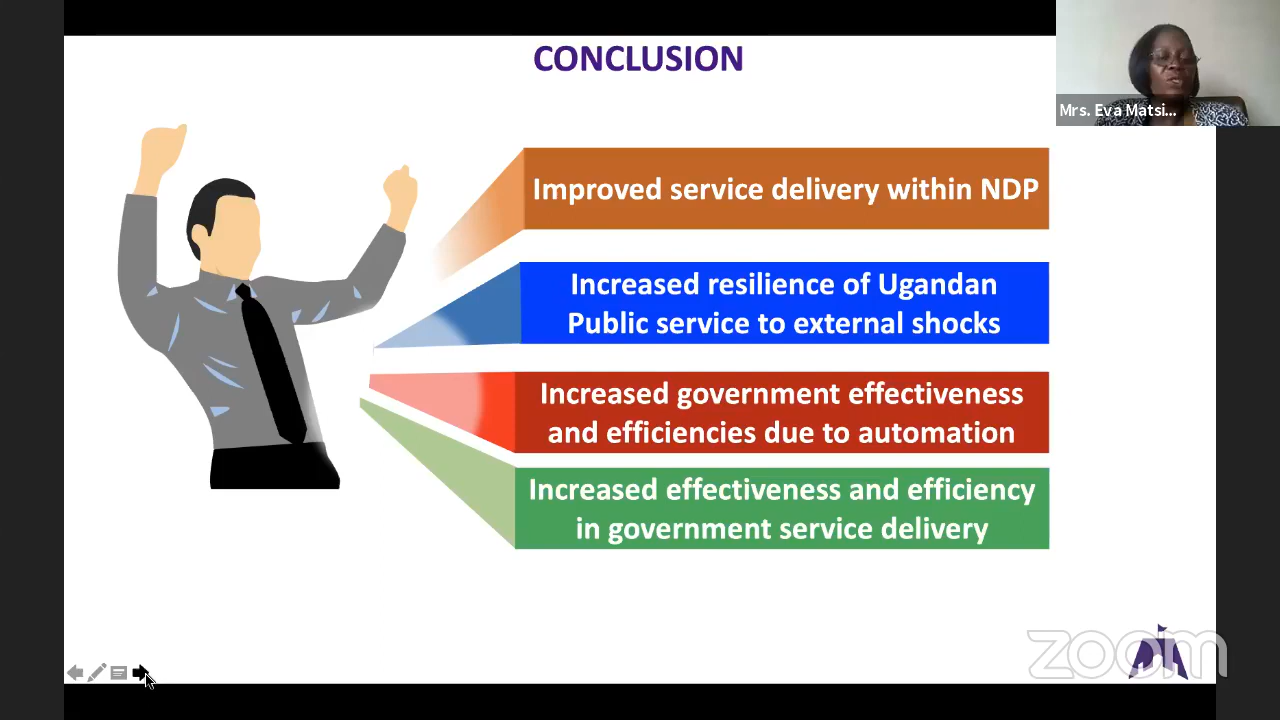 CONCLUSION
Mrs. Eva Matsi...
Improved service delivery within NDP
Increased resilience of Ugandan
Public service to external shocks
Increased government effectiveness
and efficiencies due to automation
Increased effectiveness and efficiency
in government service delivery
zoom